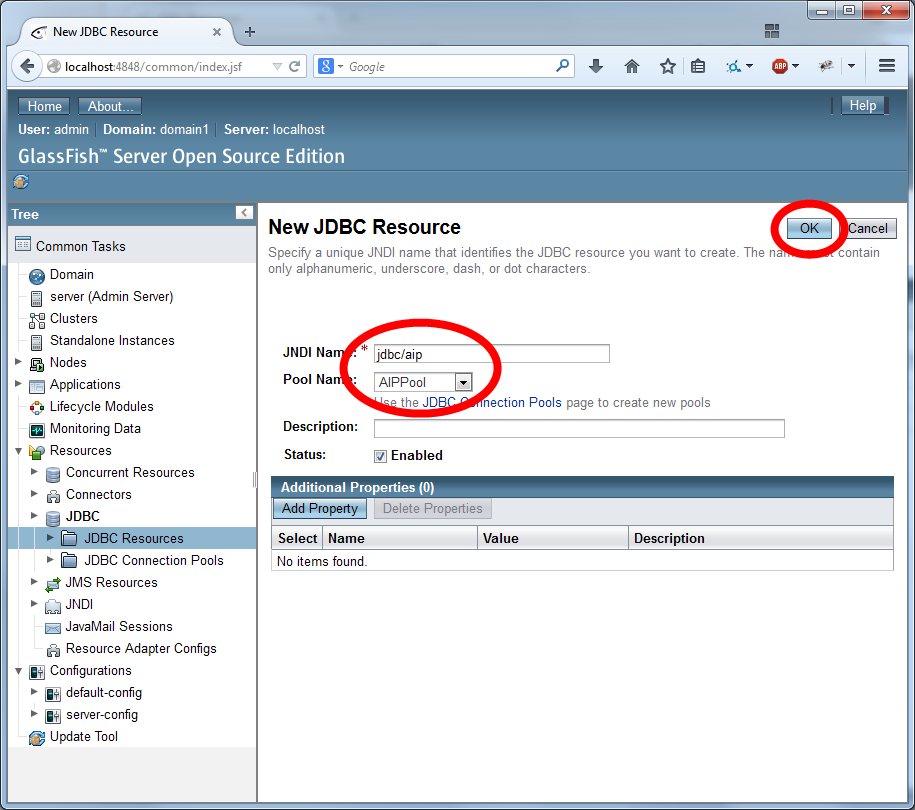 New JDBC Resource
localhost:4848/common/index.jsf
Google
ABP
Home About... Help
User: admin Domain: domain1 Server: localhost
GlassFish™ Server Open Source Edition
Tree
Common Tasks
Domain
server (Admin Server)
Clusters
Standalone Instances
Nodes
Applications
Lifecycle Modules
Monitoring Data
Resources
Concurrent Resources
Connectors
JDBC
JDBC Resources
JDBC Connection Pools
JMS Resources
JNDI
JavaMail Sessions
Resource Adapter Configs
Configurations
default-config
server-config
Update Tool
New JDBC Resource
OK Cancel
Specify a unique JNDI name that identifies the JDBC resource you want to create. The contain
only alphanumeric, underscore, dash, or dot characters.
JNDI Name: * jdbc/aip
Pool Name: AIPPool
Use the JDBC Connection Pools page to create new pools
Description:
Status: Enabled
Additional Properties (0)
Add Property Delete Properties
Select Name Value Description
No items found.